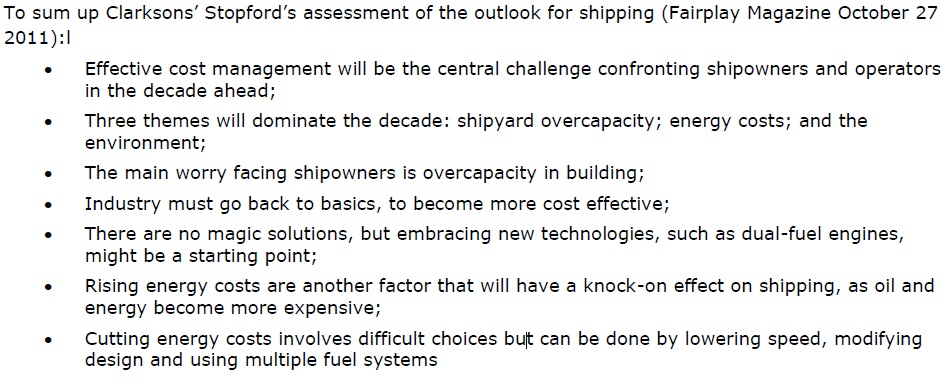 To sum up Clarksons' Stopford's assessment of the outlook for shipping (Fairplay Magazine October 27
2011):l
• Effective cost management will be the central challenge confronting shipowners and operators
in the decade ahead;
• Three themes will dominate the decade: shipyard overcapacity; energy costs; and the
environment;
• The main worry facing shipowners is overcapacity in building;
• Industry must go back to basics, to become more cost effective;
• There are no magic solutions, but embracing new technologies, such as dual-fuel engines,
might be a starting point;
• Rising energy costs are another factor that will have a knock-on effect on shipping, as oil and
energy become more expensive;
• Cutting energy costs involves difficult choices but can be done by lowering speed, modifying
design and using multiple fuel systems